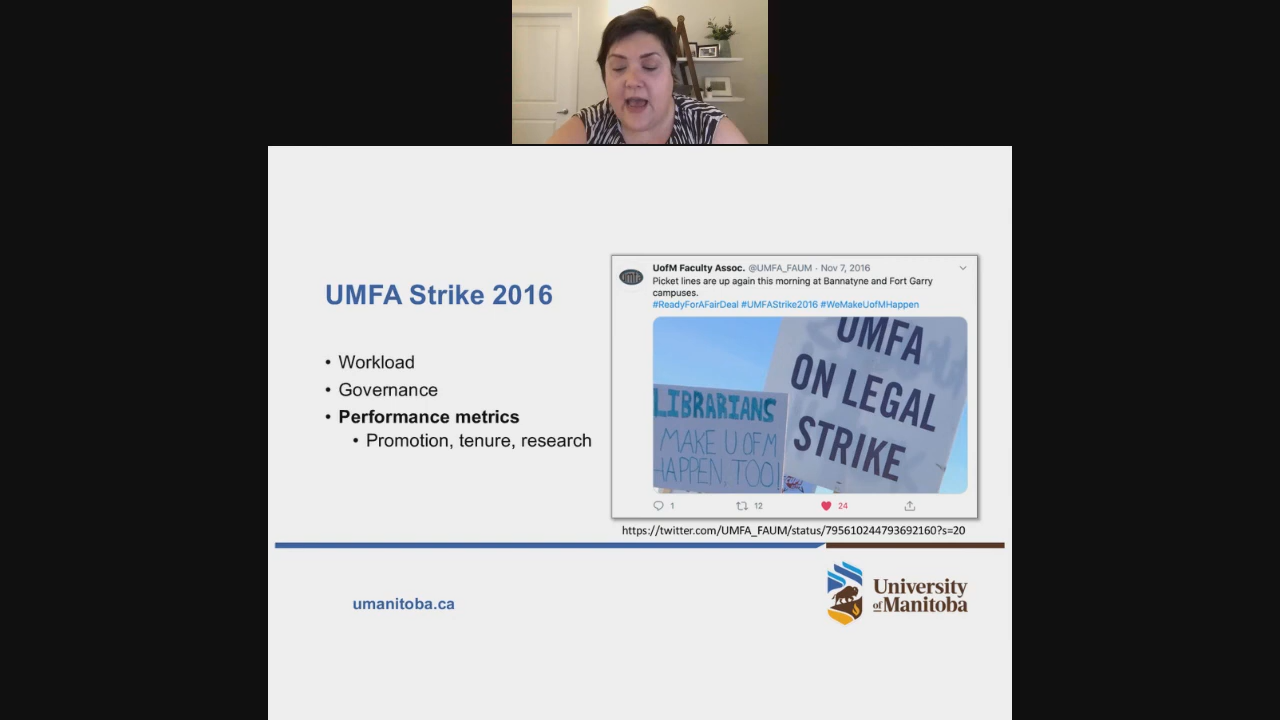 UMFA Strike 2016
• Workload
• Governance
• Performance metrics
• Promotion, tenure, research
UofM Faculty Assoc. @UMFA_FAUM · Nov 7, 2016
Picket lines are up again this morning at Bannatyne and Fort Garry
campuses.
#ReadyForAFairDeal #UMFAStrike2016 #WeMakeUofMHappen
LIBRARIANS
MAKE U OF M
HAPPEN, TOO!
UMFA
ON LEGAL
STRIKE
1 12 24
https://twitter.com/UMFA_FAUM/status/795610244793692160?s=20
umanitoba.ca
University
of Manitoba